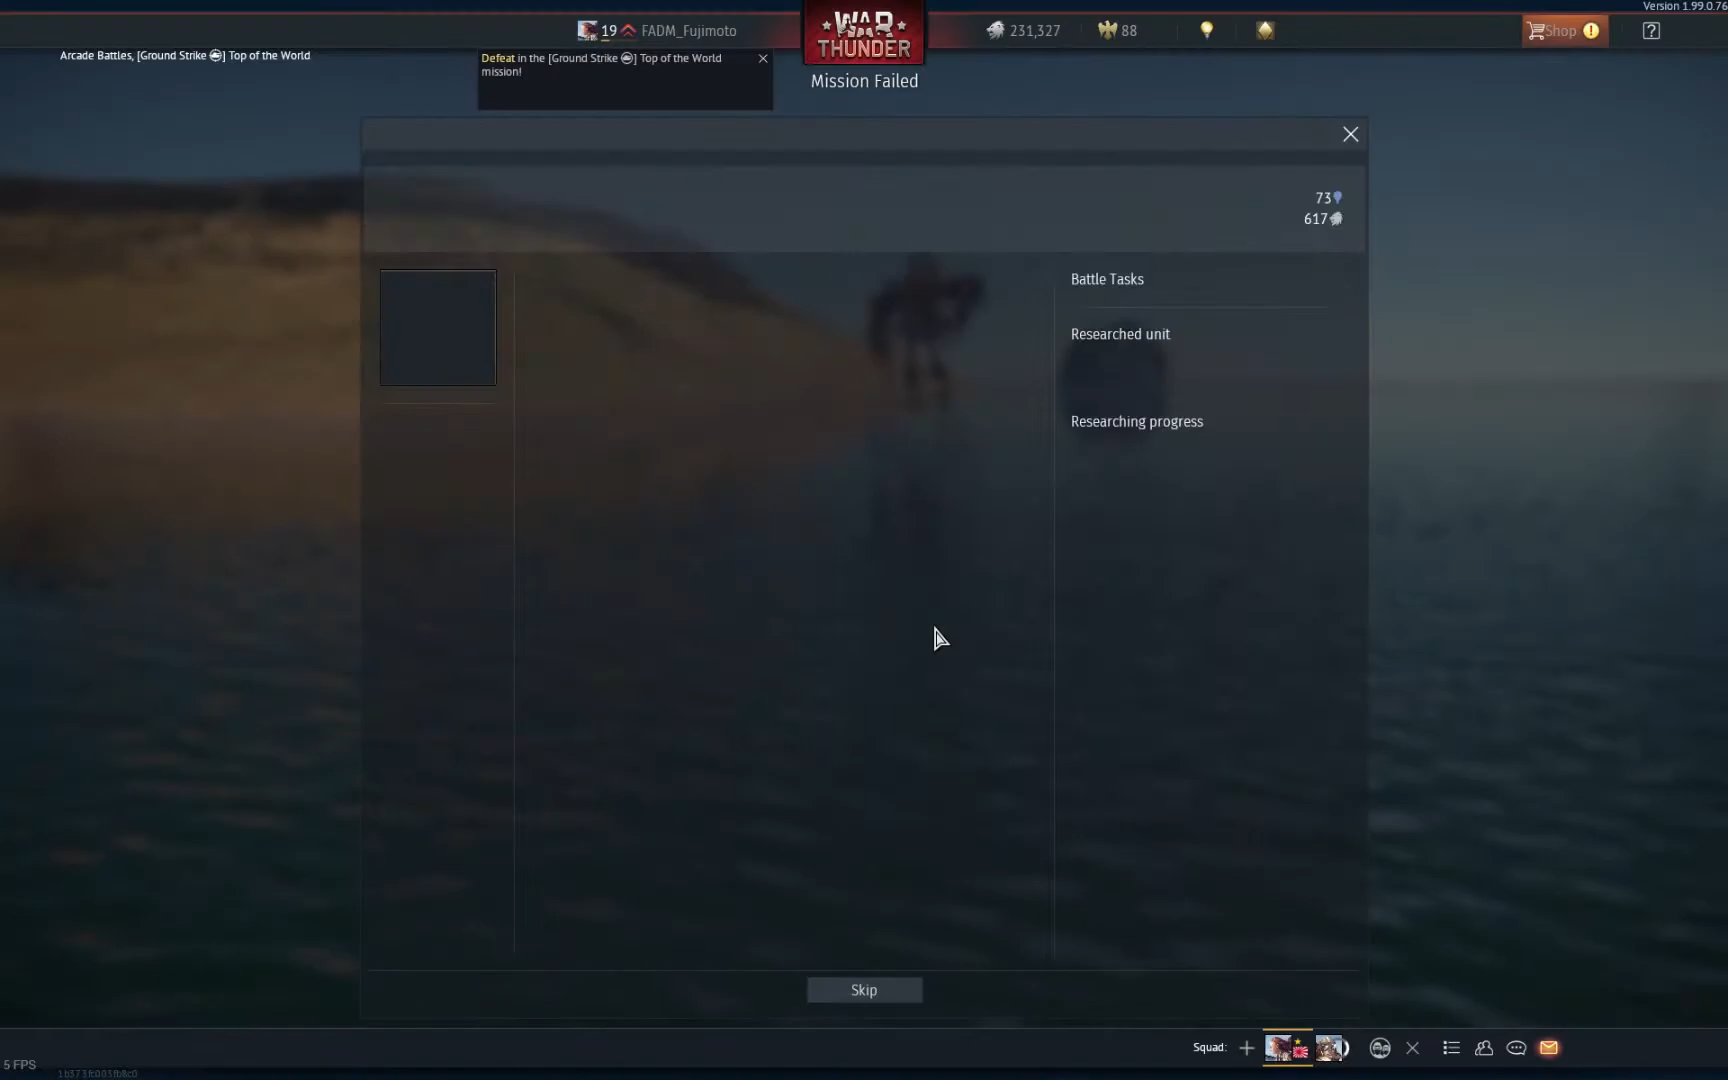 Version 1.99.0.76
19 FADM_Fujimoto
WAR
THUNDER
231,327
88
Shop
Arcade Battles, [Ground Strike] Top of the World
Defeat in the [Ground Strike] Top of the World
mission!
Mission Failed
73
617
Battle Tasks
Researched unit
Researching progress
Skip
Squad:
5 FPS